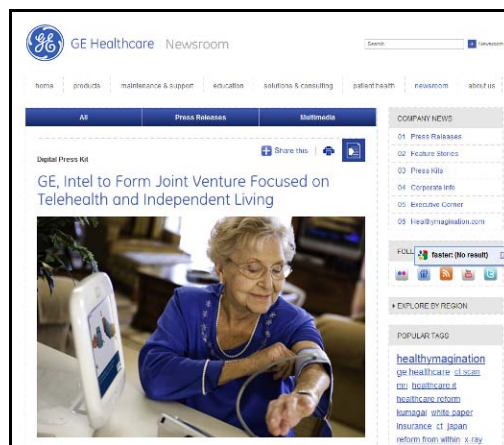 GE Healthcare Newsroom
Search
Newsroom
home products maintenance & support education solutions & consulting patient health newsroom about us
All Press Releases Multimedia
Share this
Digital Press Kit
GE, Intel to Form Joint Venture Focused on
Telehealth and Independent Living
COMPANY NEWS
01 Press Releases
02 Feature Stories
03 Press Kits
04 Corporate Info
05 Executive Corner
06 Healthymagination.com
FOLL
faster: (No result)
EXPLORE BY REGION
POPULAR TAGS
healthymagination
ge healthcare ct scan
mri healthcare it
healthcare reform
kumagai white paper
insurance ct japan
reform from within x-ray